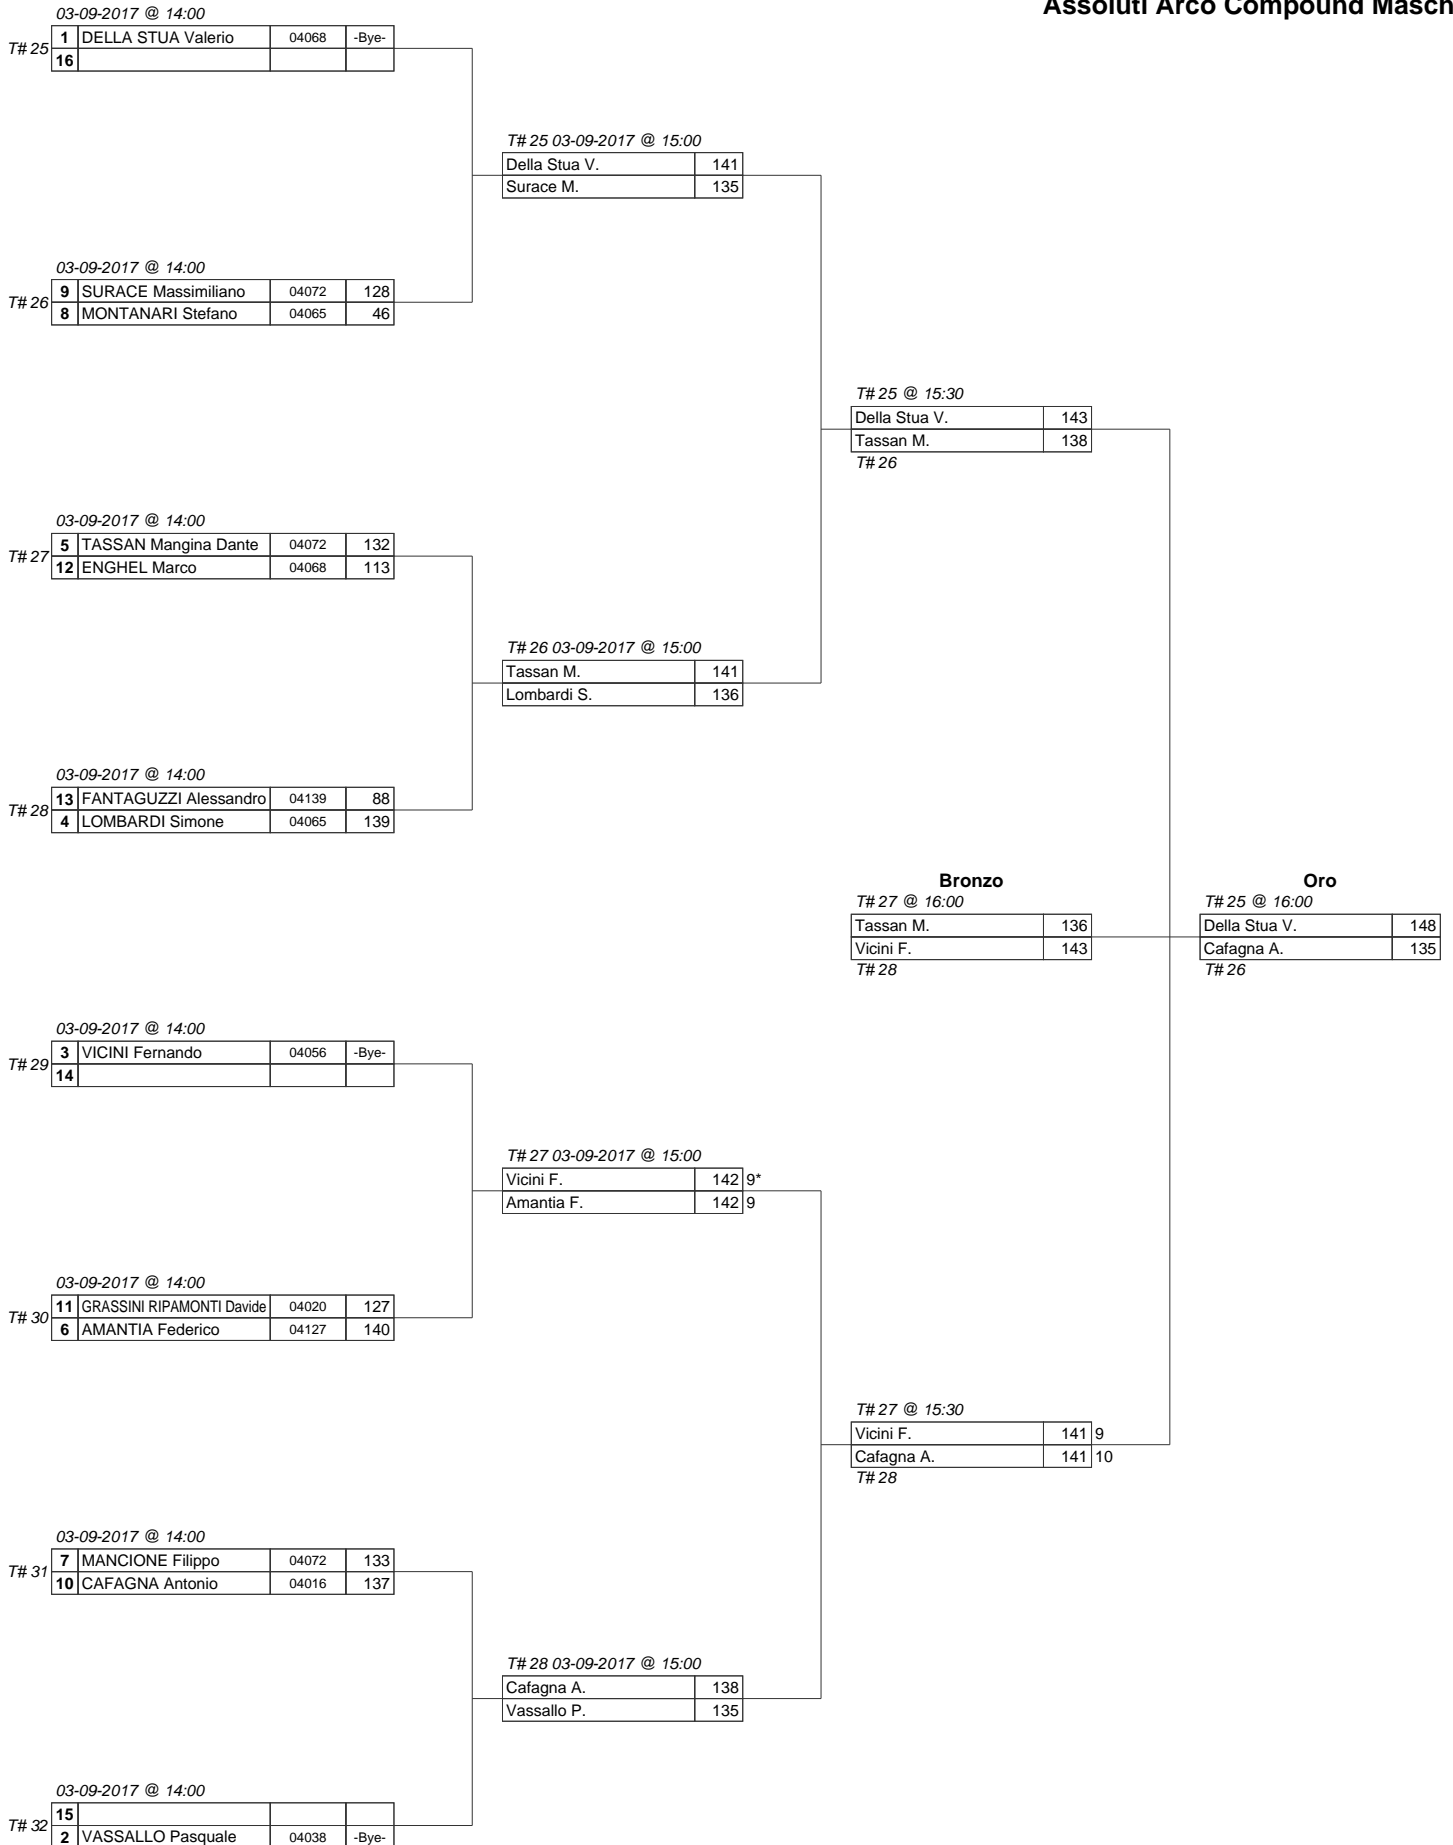 Assoluti Arco Compound Masch
03-09-2017 @ 14:00
T# 25
1 DELLA STUA Valerio 04068 -Bye-
16
T# 25 03-09-2017 @ 15:00
Della Stua V. 141
Surace M. 135
03-09-2017 @ 14:00
T# 26
9 SURACE Massimiliano 04072 128
8 MONTANARI Stefano 04065 46
T# 25 @ 15:30
Della Stua V. 143
Tassan M. 138
T# 26
03-09-2017 @ 14:00
T# 27
5 TASSAN Mangina Dante 04072 132
12 ENGHEL Marco 04068 113
T# 26 03-09-2017 @ 15:00
Tassan M. 141
Lombardi S. 136
03-09-2017 @ 14:00
T# 28
13 FANTAGUZZI Alessandro 04139 88
4 LOMBARDI Simone 04065 139
Bronzo
T# 27 @ 16:00
Tassan M. 136
Vicini F. 143
T# 28
Oro
T# 25 @ 16:00
Della Stua V. 148
Cafagna A. 135
T# 26
03-09-2017 @ 14:00
T# 29
3 VICINI Fernando 04056 -Bye-
14
T# 27 03-09-2017 @ 15:00
Vicini F. 142 9*
Amantia F. 142 9
03-09-2017 @ 14:00
T# 30
11 GRASSINI RIPAMONTI Davide 04020 127
6 AMANTIA Federico 04127 140
T# 27 @ 15:30
Vicini F. 141 9
Cafagna A. 141 10
T# 28
03-09-2017 @ 14:00
T# 31
7 MANCIONE Filippo 04072 133
10 CAFAGNA Antonio 04016 137
T# 28 03-09-2017 @ 15:00
Cafagna A. 138
Vassallo P. 135
03-09-2017 @ 14:00
T# 32
15
2 VASSALLO Pasquale 04038 -Bye-